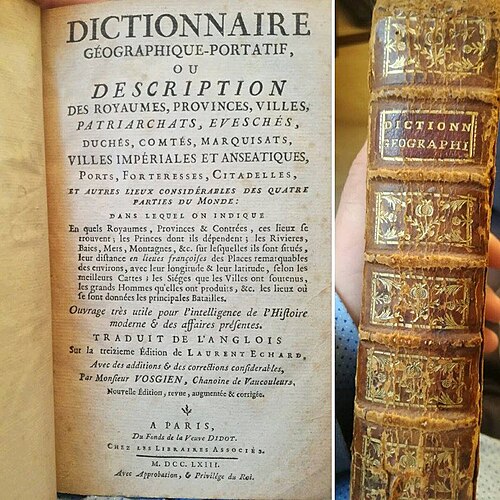 DICTIONNAIRE
GÉOGRAPHIQUE-PORTATIF,
OU
DESCRIPTION
DES ROYAUMES, PROVINCES, VILLES,
PATRIARCHATS, EVESCHÉS,
DUCHÉS, COMTÉS, MARQUISATS,
VILLES IMPÉRIALES ET ANSEATIQUES,
PORTS, FORTERESSES, CITADELLES,
ET AUTRES LIEUX CONSIDÉRABLES DES QUATRE
PARTIES DU MONDE:
DANS LEQUEL ON INDIQUE
En quels Royaumes, Provinces & Contrées, ces lieux se
trouvent; les Princes dont ils dépendent; les Rivieres,
Baies, Mers, Montagnes, &c. sur lesquelles ils sont situés,
leur distance en lieues françoises des Places remarquables
des environs, avec leur longitude & leur latitude, selon les
meilleurs Cartes; les Siéges que les Villes ont soutenus,
les grands Hommes qu'elles ont produits, &c. les lieux où
se sont données les principales Batailles.
Ouvrage très utile pour l'intelligence de l'Histoire
moderne & des affaires présentes.
TRADUIT DE L'ANGLOIS
Sur la treizieme Édition de LAURENT ECHARD,
Avec des additions & des corrections considérables,
Par Monsieur VOSGIEN, Chanoine de Vaucouleurs.
Nouvelle Édition, revue, augmentée & corrigée.
A PARIS,
Du Fonds de la Veuve DIDOT.
CHEZ LES LIBRAIRES ASSOCIÉS.
M. DCC. LXIII.
Avec Approbation, & Privilége du Roi.
DICTIONN
GEOGRAPHI